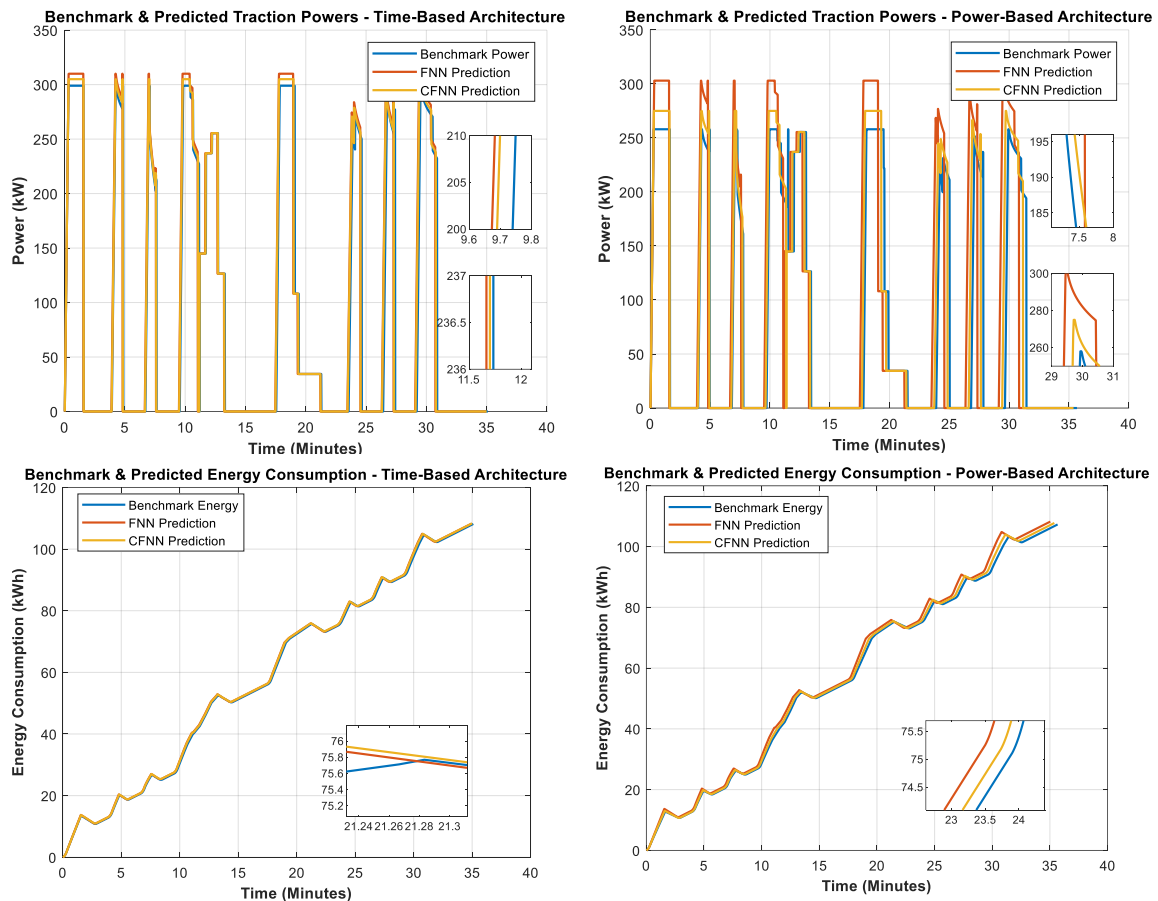 Benchmark & Predicted Traction Powers - Time-Based Architecture
350
300
250
200
150
100
50
0
Power (kW)
Benchmark Power
FNN Prediction
CFNN Prediction
210
205
200
9.6 9.7 9.8
237
236.5
236
11.5 12
0 5 10 15 20 25 30 35 40
Time (Minutes)
Benchmark & Predicted Traction Powers - Power-Based Architecture
350
300
250
200
150
100
50
0
Power (kW)
Benchmark Power
FNN Prediction
CFNN Prediction
195
190
185
7.5 8
300
280
260
29 30 31
0 5 10 15 20 25 30 35 40
Time (Minutes)
Benchmark & Predicted Energy Consumption - Time-Based Architecture
120
100
80
60
40
20
0
Energy Consumption (kWh)
Benchmark Energy
FNN Prediction
CFNN Prediction
76
75.8
75.6
75.4
75.2
21.24 21.26 21.28 21.3
0 5 10 15 20 25 30 35 40
Time (Minutes)
Benchmark & Predicted Energy Consumption - Power-Based Architecture
120
100
80
60
40
20
0
Energy Consumption (kWh)
Benchmark Energy
FNN Prediction
CFNN Prediction
75.5
75
74.5
23 23.5 24
0 5 10 15 20 25 30 35 40
Time (Minutes)